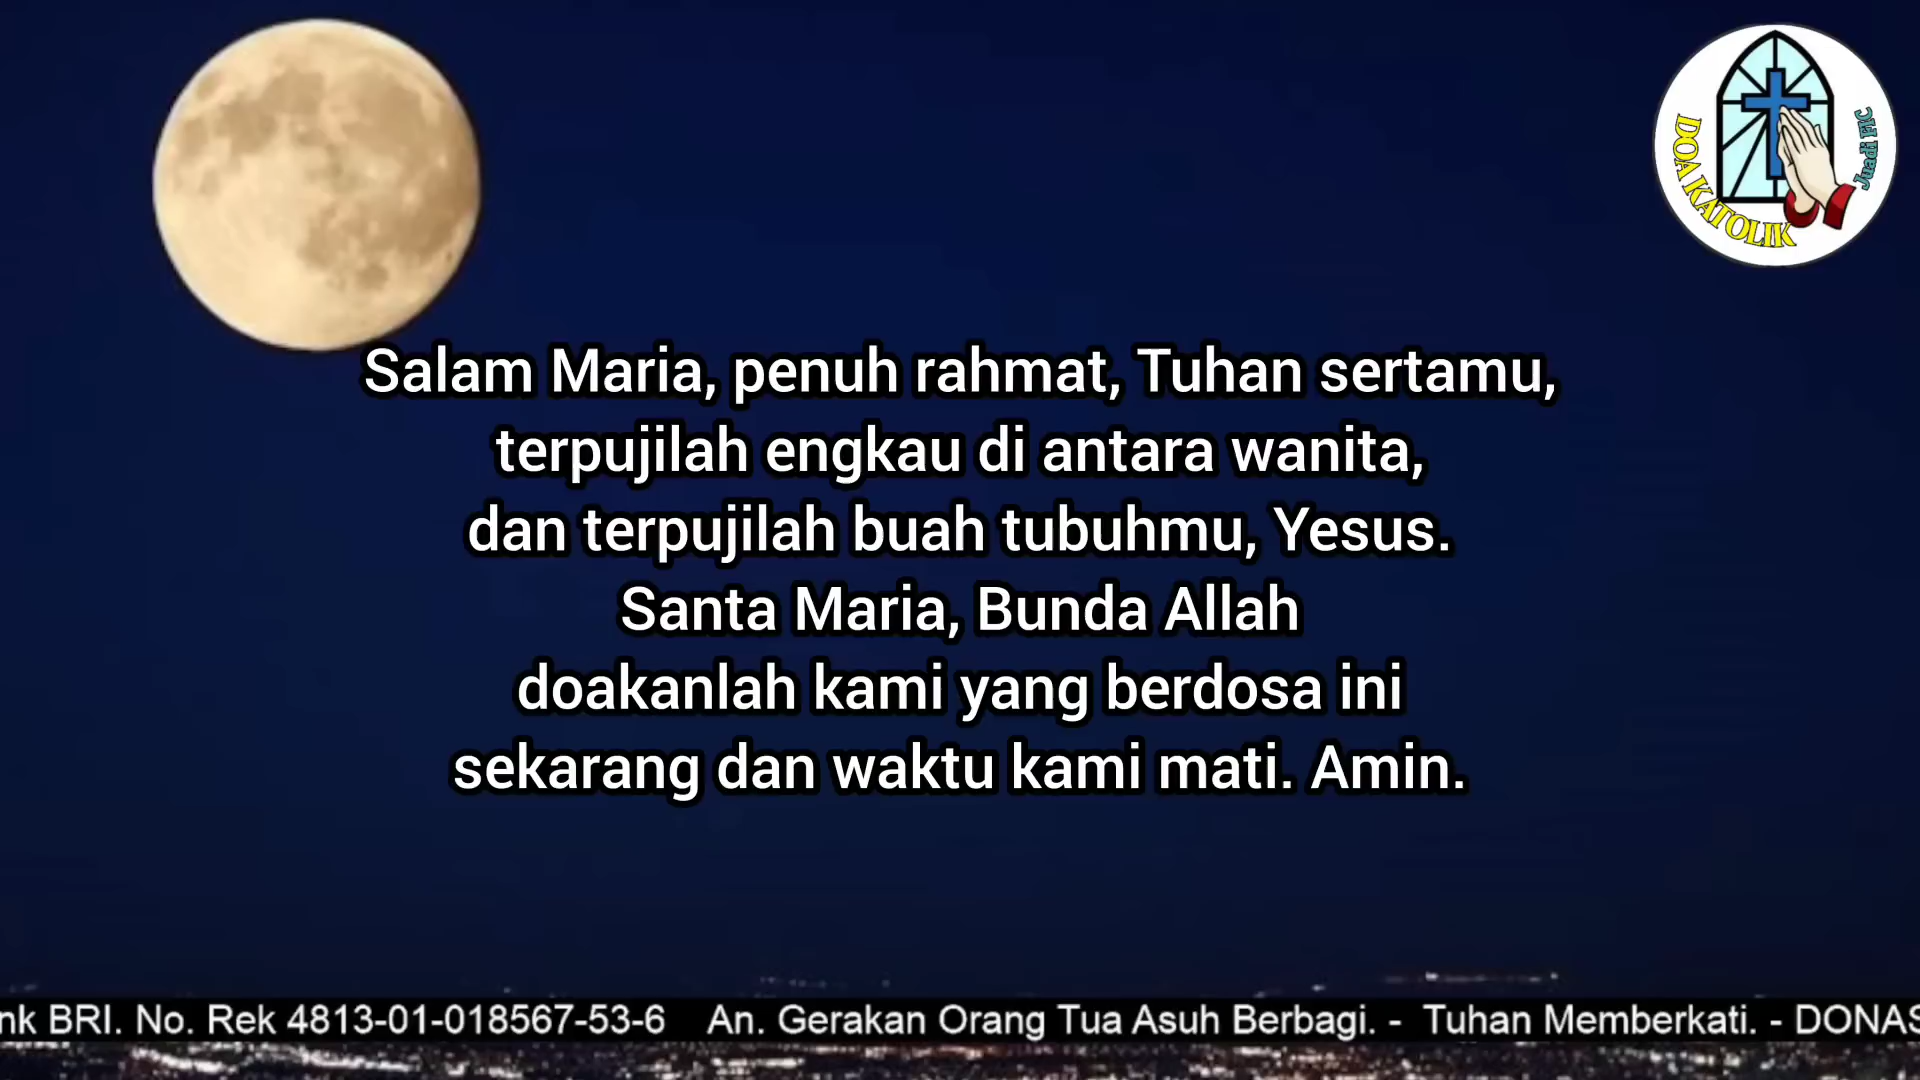 DOA KATOLIK
Juadi FIC
Salam Maria, penuh rahmat, Tuhan sertamu,
terpujilah engkau di antara wanita,
dan terpujilah buah tubuhmu, Yesus.
Santa Maria, Bunda Allah
doakanlah kami yang berdosa ini
sekarang dan waktu kami mati. Amin.
nk BRI. No. Rek 4813-01-018567-53-6 An. Gerakan Orang Tua Asuh Berbagi. - Tuhan Memberkati. - DONAS